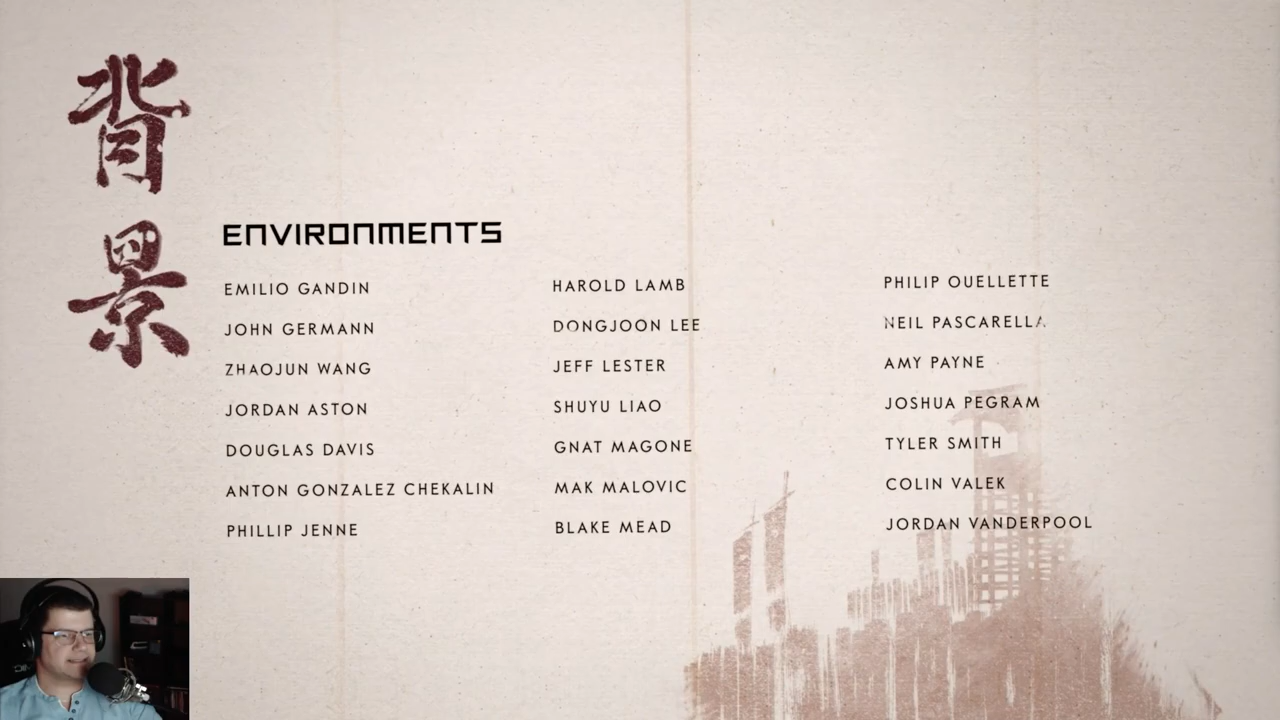 背景
ENVIRONMENTS
EMILIO GANDIN
JOHN GERMANN
ZHAOJUN WANG
JORDAN ASTON
DOUGLAS DAVIS
ANTON GONZALEZ CHEKALIN
PHILLIP JENNE
HAROLD LAMB
DONGJOON LEE
JEFF LESTER
SHUYU LIAO
GNAT MAGONE
MAK MALOVIC
BLAKE MEAD
PHILIP OUELLETTE
NEIL PASCARELLA
AMY PAYNE
JOSHUA PEGRAM
TYLER SMITH
COLIN VALEK
JORDAN VANDERPOOL